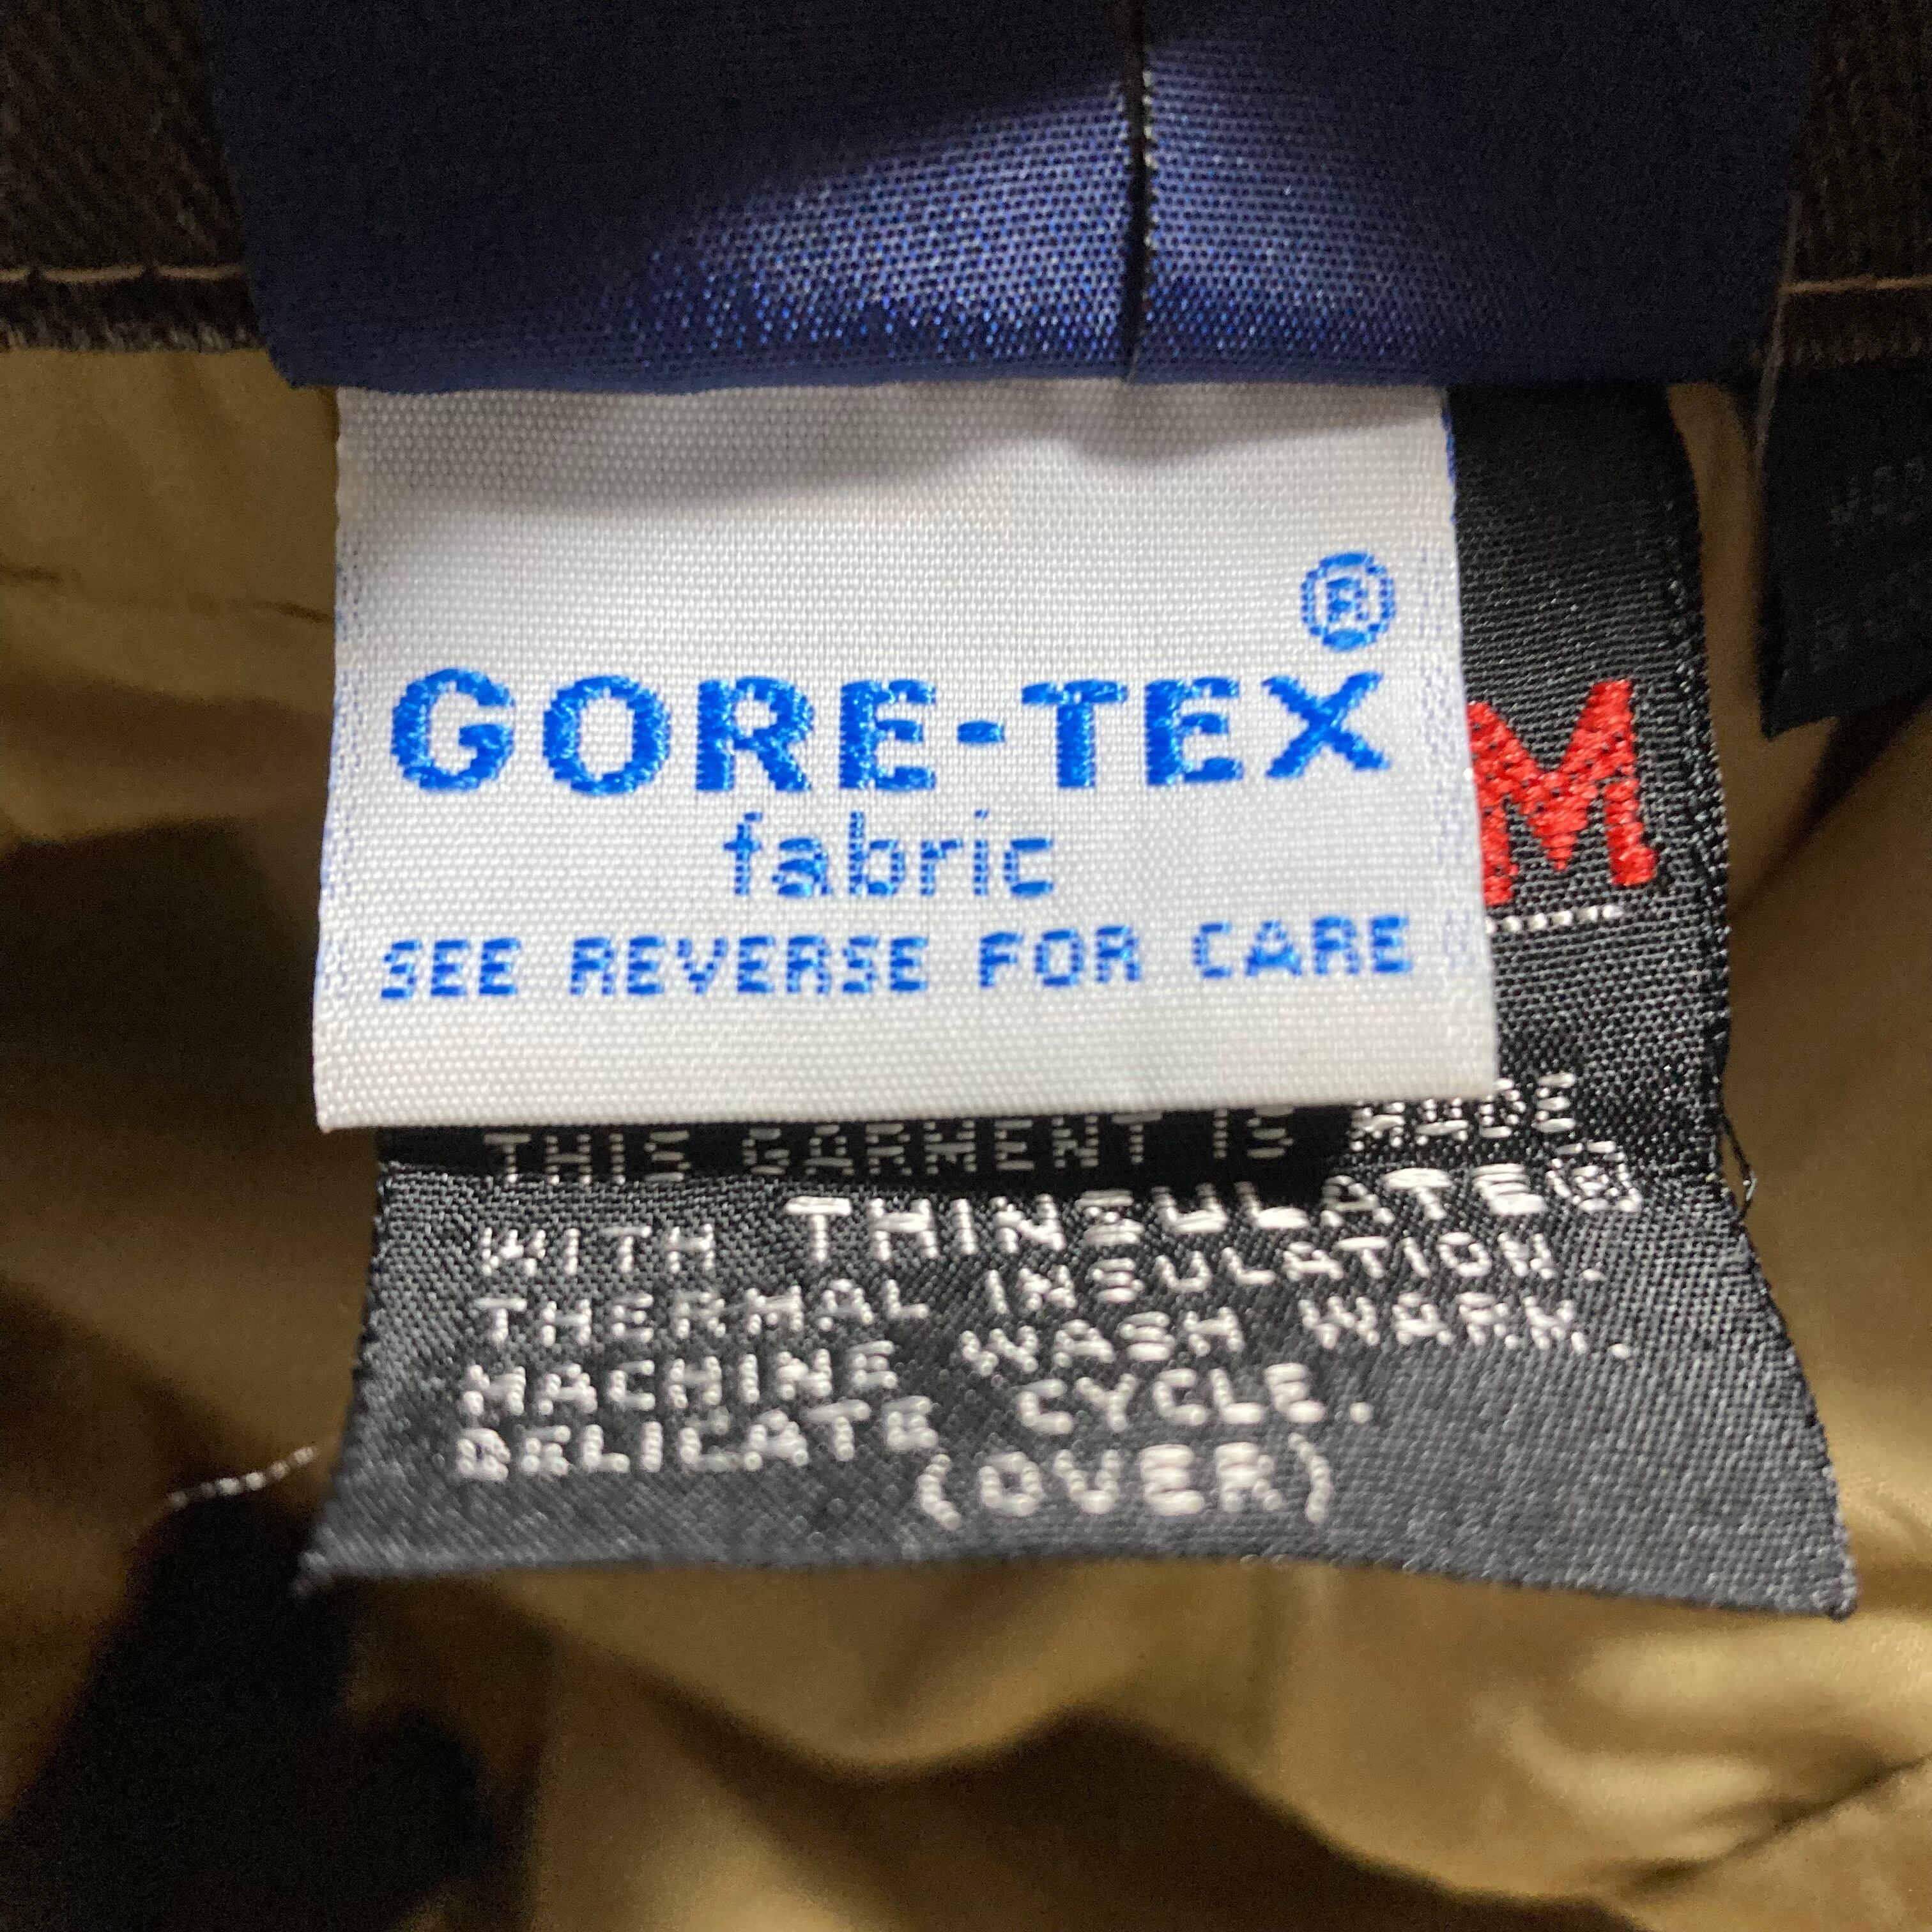 ®
GORE-TEX
fabric
SEE REVERSE FOR CARE
M
THIS GARMENT IS MADE
WITH THINSULATE®
THERMAL INSULATION.
MACHINE WASH WARM.
DELICATE CYCLE.
(OVER)